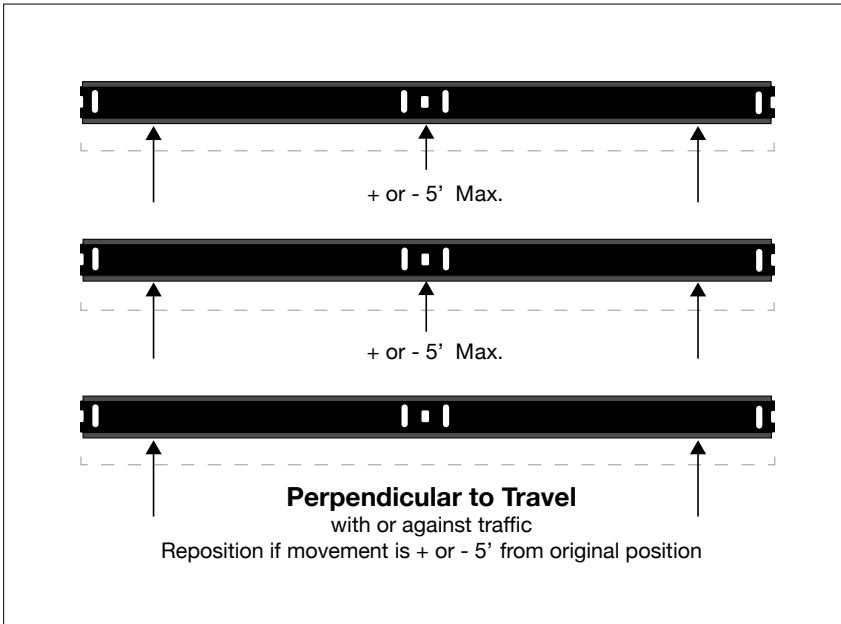 + or - 5’ Max.
+ or - 5’ Max.
Perpendicular to Travel
with or against traffic
Reposition if movement is + or - 5’ from original position